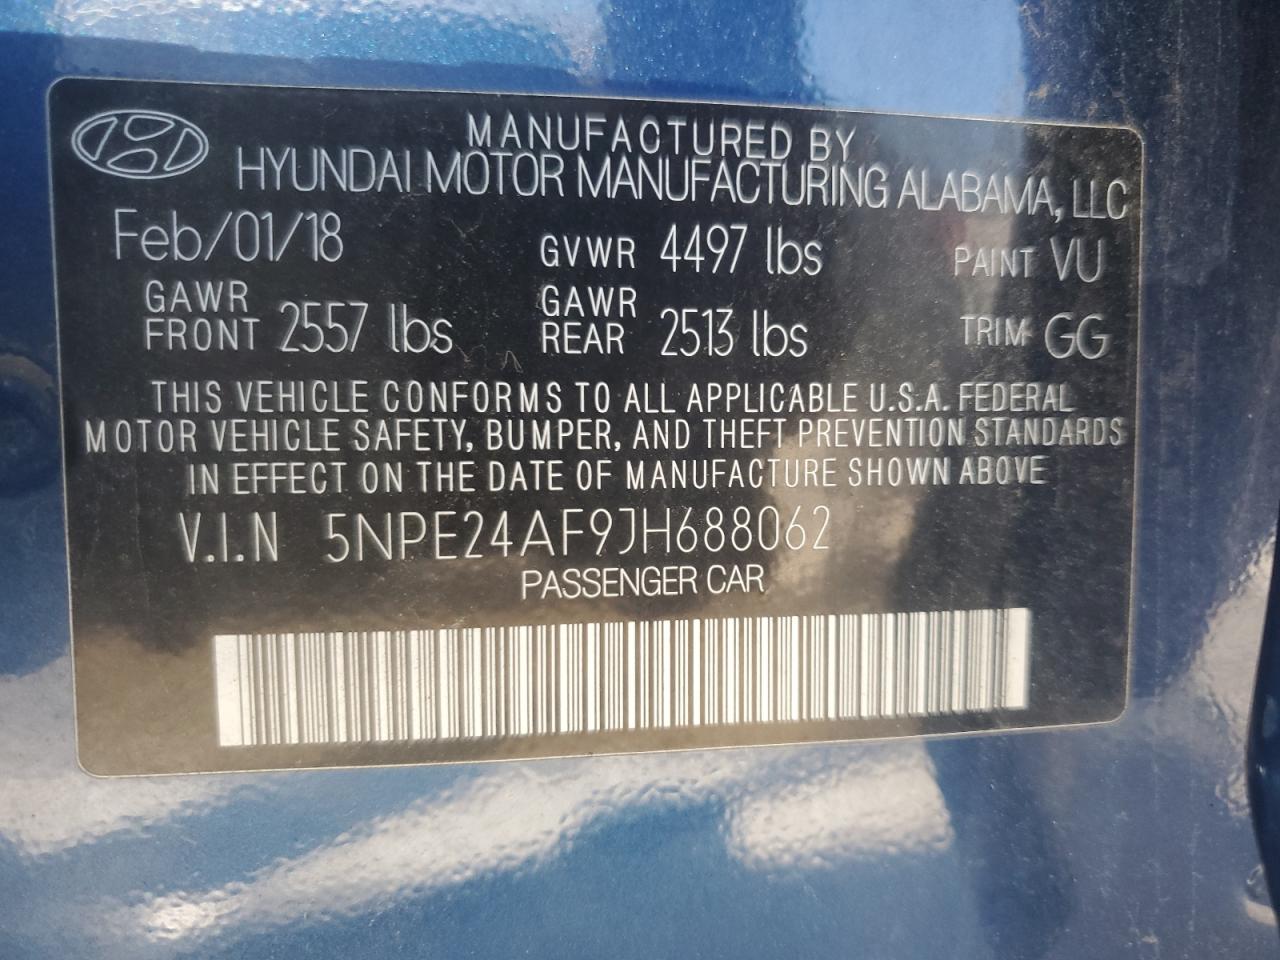 MANUFACTURED BY
HYUNDAI MOTOR MANUFACTURING ALABAMA, LLC
Feb/01/18 GVWR 4497 lbs PAINT VU
GAWR FRONT 2557 lbs GAWR REAR 2513 lbs TRIM GG
THIS VEHICLE CONFORMS TO ALL APPLICABLE U.S.A. FEDERAL
MOTOR VEHICLE SAFETY, BUMPER, AND THEFT PREVENTION STANDARDS
IN EFFECT ON THE DATE OF MANUFACTURE SHOWN ABOVE
V.I.N 5NPE24AF9JH688062
PASSENGER CAR